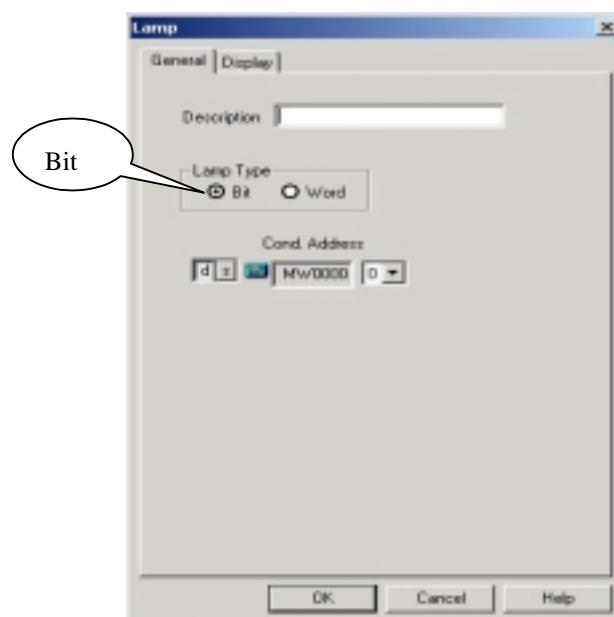 Lamp
General Display
Description
Bit
Lamp Type
Bit Word
Cond. Address
d x MW0000 0
OK Cancel Help